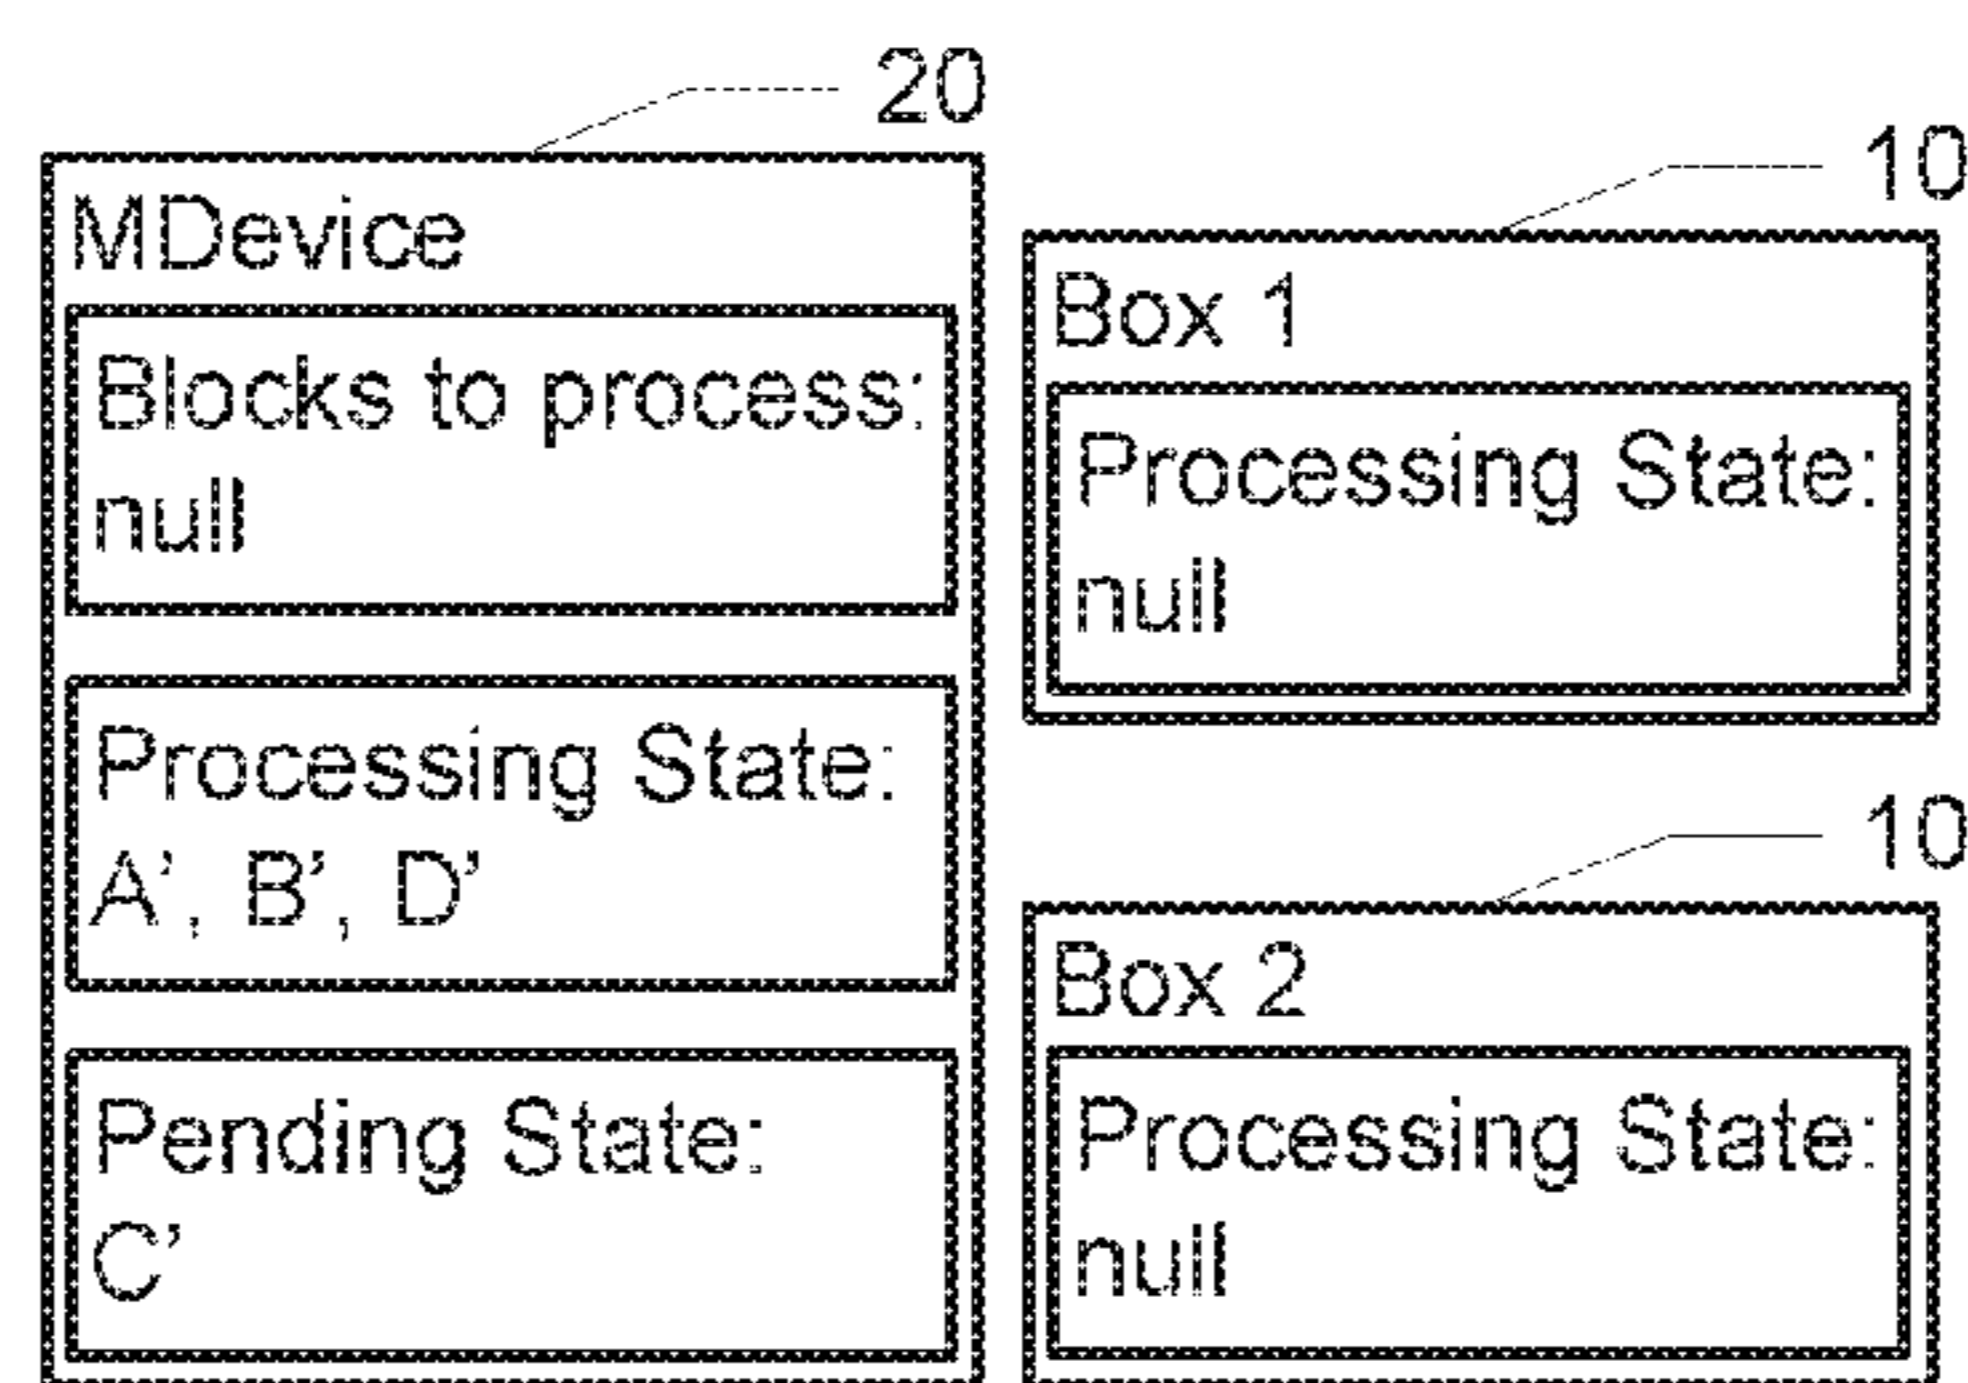 20
MDevice
Blocks to process:
null
Processing State:
A', B', D'
Pending State:
C'
10
Box 1
Processing State:
null
10
Box 2
Processing State:
null